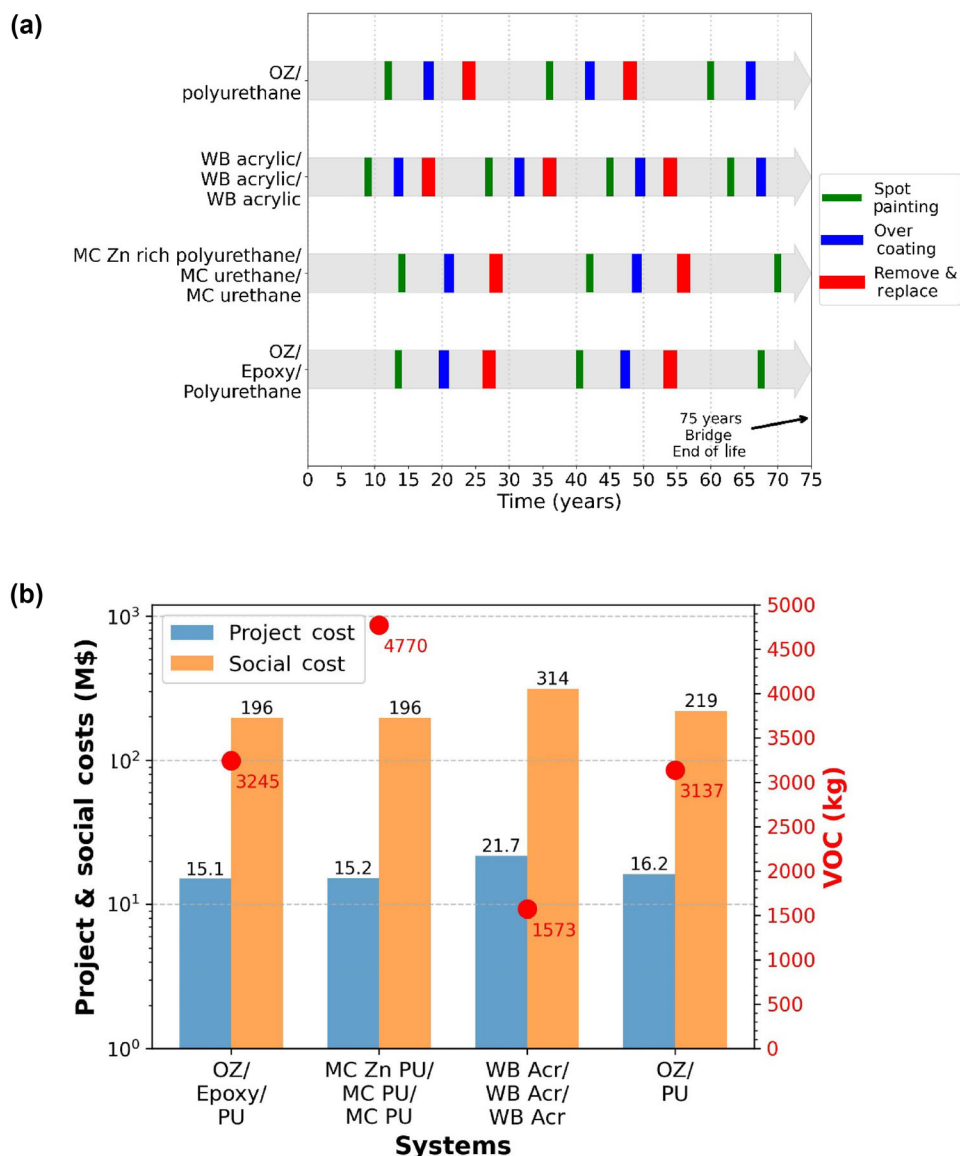 (a)
OZ/
polyurethane
WB acrylic/
WB acrylic/
WB acrylic
MC Zn rich polyurethane/
MC urethane/
MC urethane
OZ/
Epoxy/
Polyurethane
Spot
painting
Over
coating
Remove &
replace
75 years
Bridge
End of life
0 5 10 15 20 25 30 35 40 45 50 55 60 65 70 75
Time (years)
(b)
Project cost
Social cost
Project & social costs (M$)
10³
10²
10¹
10⁰
196
196
314
219
15.1
15.2
21.7
16.2
3245
4770
1573
3137
5000
4500
4000
3500
3000
2500
2000
1500
1000
500
0
VOC (kg)
OZ/
Epoxy/
PU
MC Zn PU/
MC PU/
MC PU
WB Acr/
WB Acr/
WB Acr
OZ/
PU
Systems